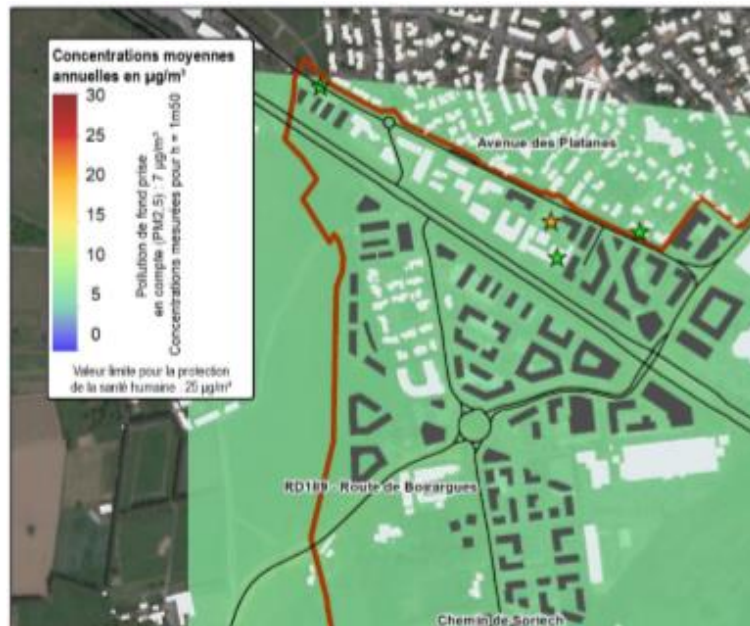 Concentrations moyennes
annuelles en µg/m³
30
25
20
15
10
5
0
Pollution de fond prise
en compte (PM2,5) : 7 µg/m³
Concentrations mesurées pour h = 1m50
Valeur limite pour la protection
de la santé humaine : 25 µg/m³
Avenue des Platanes
RD189 - Route de Boirargues
Chemin de Soriech